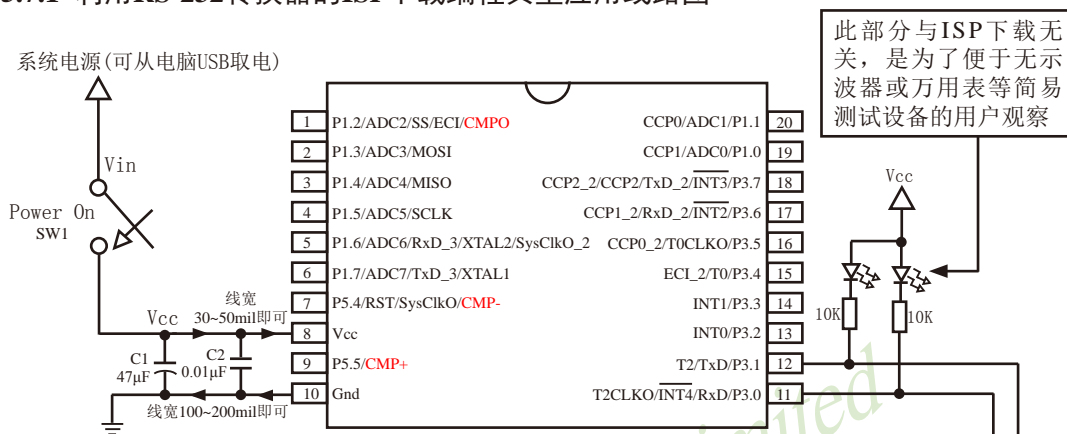 系统电源(可从电脑USB取电)
此部分与ISP下载无
关，是为了便于无示
波器或万用表等简易
测试设备的用户观察
Vin
Power On
SW1
1 P1.2/ADC2/SS/ECI/CMPO
2 P1.3/ADC3/MOSI
3 P1.4/ADC4/MISO
4 P1.5/ADC5/SCLK
5 P1.6/ADC6/RxD_3/XTAL2/SysClkO_2
6 P1.7/ADC7/TxD_3/XTAL1
7 P5.4/RST/SysClkO/CMP-
8 Vcc
9 P5.5/CMP+
10 Gnd
CCP0/ADC1/P1.1 20
CCP1/ADC0/P1.0 19
CCP2_2/CCP2/TxD_2/INT3/P3.7 18
CCP1_2/RxD_2/INT2/P3.6 17
CCP0_2/T0CLKO/P3.5 16
ECI_2/T0/P3.4 15
INT1/P3.3 14
INT0/P3.2 13
T2/TxD/P3.1 12
T2CLKO/INT4/RxD/P3.0 11
Vcc
线宽
30~50mil即可
C1
47μF
C2
0.01μF
线宽100~200mil即可
Vcc
10K
10K